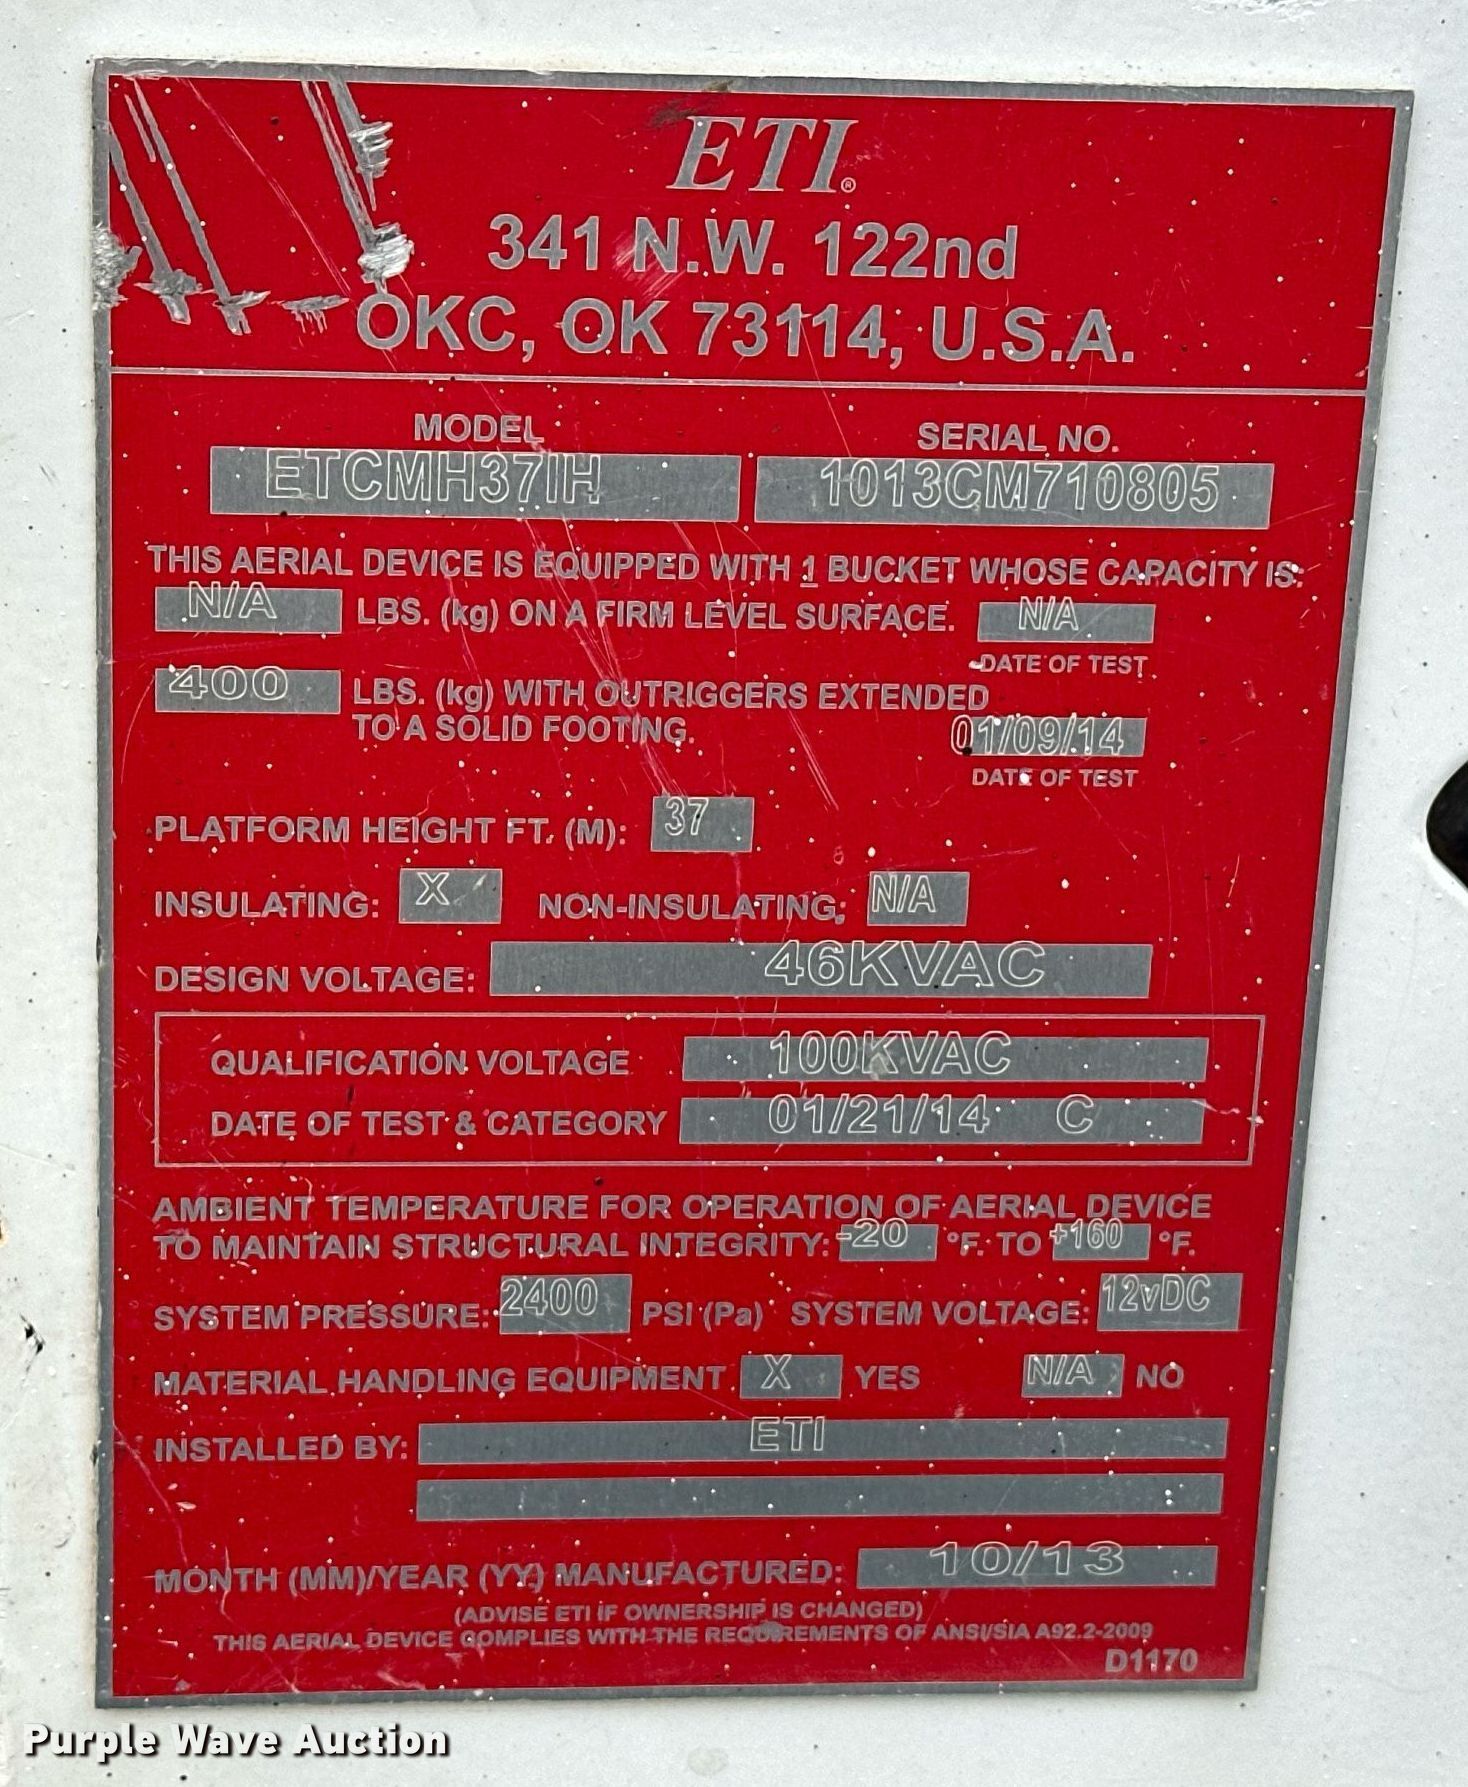 ETI®
341 N.W. 122nd
OKC, OK 73114, U.S.A.
MODEL SERIAL NO.
ETCMH37IH 1013CM710805
THIS AERIAL DEVICE IS EQUIPPED WITH 1 BUCKET WHOSE CAPACITY IS:
N/A LBS. (kg) ON A FIRM LEVEL SURFACE. N/A
DATE OF TEST
400 LBS. (kg) WITH OUTRIGGERS EXTENDED
TO A SOLID FOOTING. 01/09/14
DATE OF TEST
PLATFORM HEIGHT FT. (M): 37
INSULATING: X NON-INSULATING: N/A
DESIGN VOLTAGE: 46KVAC
QUALIFICATION VOLTAGE 100KVAC
DATE OF TEST & CATEGORY 01/21/14 C
AMBIENT TEMPERATURE FOR OPERATION OF AERIAL DEVICE
TO MAINTAIN STRUCTURAL INTEGRITY: -20 °F. TO +160 °F.
SYSTEM PRESSURE: 2400 PSI (Pa) SYSTEM VOLTAGE: 12vDC
MATERIAL HANDLING EQUIPMENT X YES N/A NO
INSTALLED BY: ETI
MONTH (MM)/YEAR (YY) MANUFACTURED: 10/13
(ADVISE ETI IF OWNERSHIP IS CHANGED)
THIS AERIAL DEVICE COMPLIES WITH THE REQUIREMENTS OF ANSI/SIA A92.2-2009
D1170
Purple Wave Auction